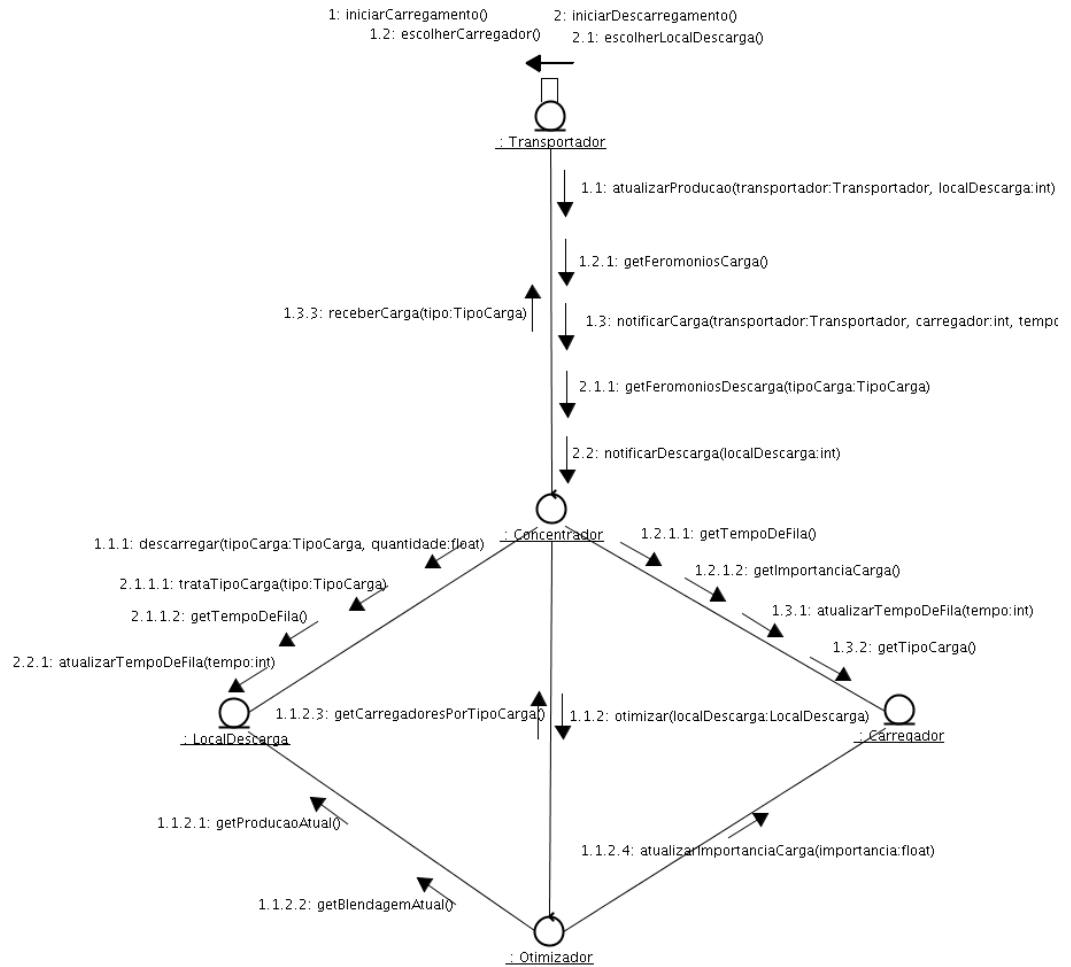 1: iniciarCarregamento()
2: iniciarDescarregamento()
1.2: escolherCarregador()
2.1: escolherLocalDescarga()
: Transportador
1.1: atualizarProducao(transportador:Transportador, localDescarga:int)
1.2.1: getFeromoniosCarga()
1.3.3: receberCarga(tipo:TipoCarga)
1.3: notificarCarga(transportador:Transportador, carregador:int, tempo
2.1.1: getFeromoniosDescarga(tipoCarga:TipoCarga)
2.2: notificarDescarga(localDescarga:int)
: Concentrador
1.1.1: descarregar(tipoCarga:TipoCarga, quantidade:float)
1.2.1.1: getTempoDeFila()
2.1.1.1: trataTipoCarga(tipo:TipoCarga)
1.2.1.2: getImportanciaCarga()
2.1.1.2: getTempoDeFila()
1.3.1: atualizarTempoDeFila(tempo:int)
2.2.1: atualizarTempoDeFila(tempo:int)
1.3.2: getTipoCarga()
1.1.2.3: getCarregadoresPorTipoCarga()
1.1.2: otimizar(localDescarga:LocalDescarga)
: LocalDescarga
: Carregador
1.1.2.1: getProducaoAtual()
1.1.2.4: atualizarImportanciaCarga(importancia:float)
1.1.2.2: getBlendagemAtual()
: Otimizador